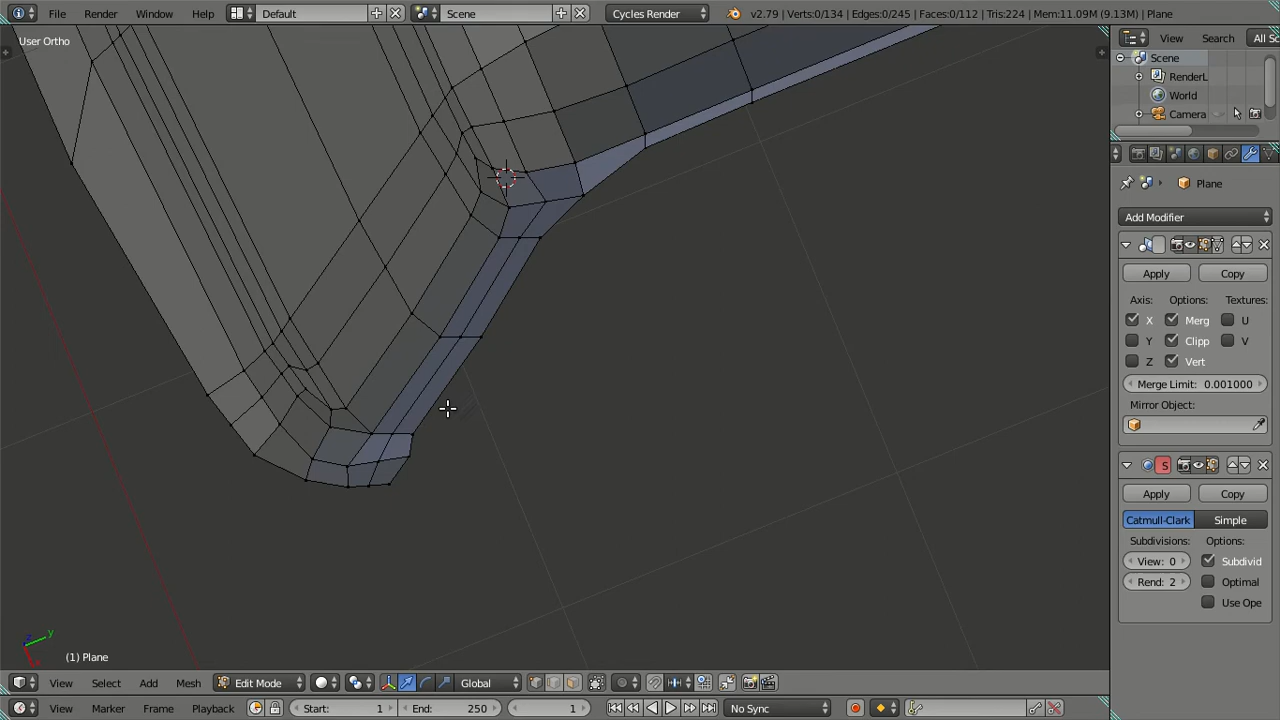 File Render Window Help Default Scene Cycles Render v2.79 | Verts:0/134 | Edges:0/245 | Faces:0/112 | Tris:224 | Mem:11.09M (9.13M) | Plane
User Ortho
View Search All Sc
Scene
RenderL
World
Camera
Plane
Add Modifier
Apply Copy
Axis: Options: Textures:
X Merg U
Y Clipp V
Z Vert
Merge Limit: 0.001000
Mirror Object:
S
Apply Copy
Catmull-Clark Simple
Subdivisions: Options:
View: 0 Subdivid
Rend: 2 Optimal
Use Ope
z y x
(1) Plane
View Select Add Mesh Edit Mode Global
View Marker Frame Playback Start: 1 End: 250 1 No Sync